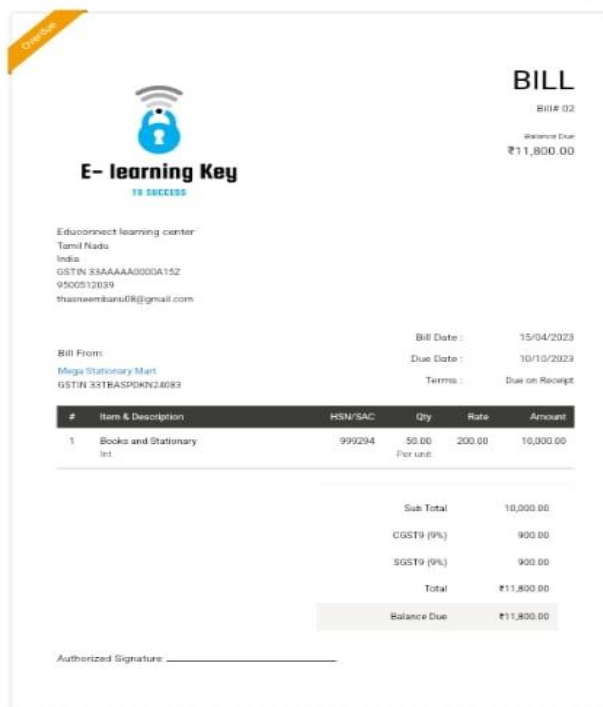 Overdue
BILL
Bill# 02
Balance Due
₹11,800.00
E- learning Key
TO SUCCESS
Educonnect learning center
Tamil Nadu
India
GSTIN 33AAAAA0000A15Z
9500512039
thasneembanu08@gmail.com
Bill Date : 15/04/2023
Bill From
Due Date : 10/10/2023
Mega Stationary Mart
Terms : Due on Receipt
GSTIN 33TBASPDKN24083
# Item & Description HSN/SAC Qty Rate Amount
1 Books and Stationary 999294 50.00 200.00 10,000.00
Int Per unit
Sub Total 10,000.00
CGST9 (9%) 900.00
SGST9 (9%) 900.00
Total ₹11,800.00
Balance Due ₹11,800.00
Authorized Signature